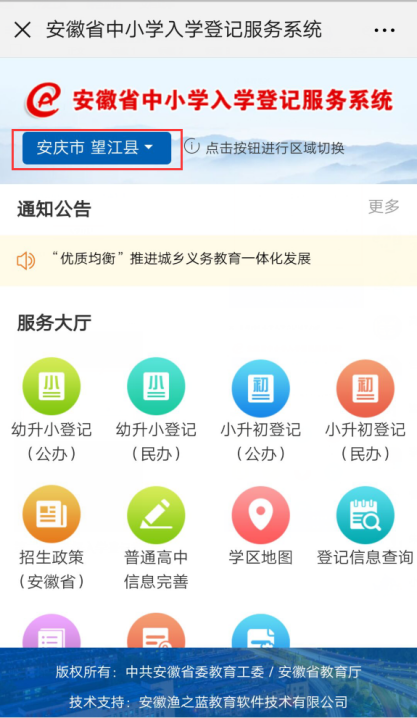 安徽省中小学入学登记服务系统
安徽省中小学入学登记服务系统
安庆市 望江县 点击按钮进行区域切换
通知公告 更多
“优质均衡”推进城乡义务教育一体化发展
服务大厅
小 小 初 初
幼升小登记 幼升小登记 小升初登记 小升初登记
（公办） （民办） （公办） （民办）
招生政策 普通高中 学区地图 登记信息查询
（安徽省） 信息完善
版权所有：中共安徽省委教育工委 / 安徽省教育厅
技术支持：安徽渔之蓝教育软件技术有限公司